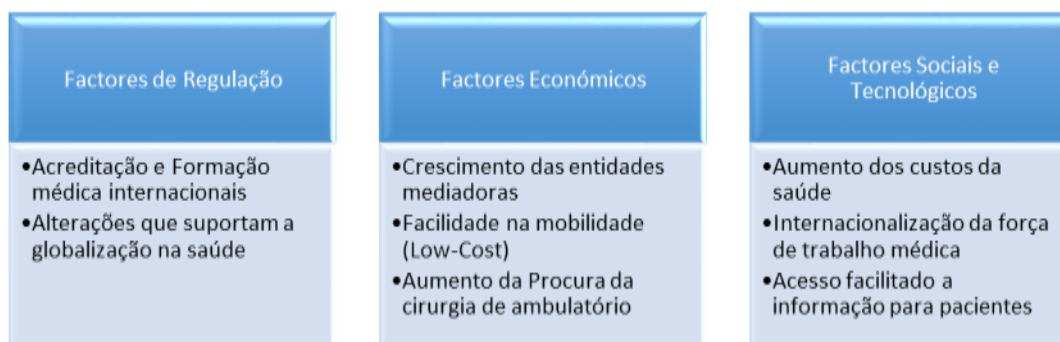 Factores de Regulação
•Acreditação e Formação
médica internacionais
•Alterações que suportam a
globalização na saúde
Factores Económicos
•Crescimento das entidades
mediadoras
•Facilidade na mobilidade
(Low-Cost)
•Aumento da Procura da
cirurgia de ambulatório
Factores Sociais e
Tecnológicos
•Aumento dos custos da
saúde
•Internacionalização da força
de trabalho médica
•Acesso facilitado a
informação para pacientes